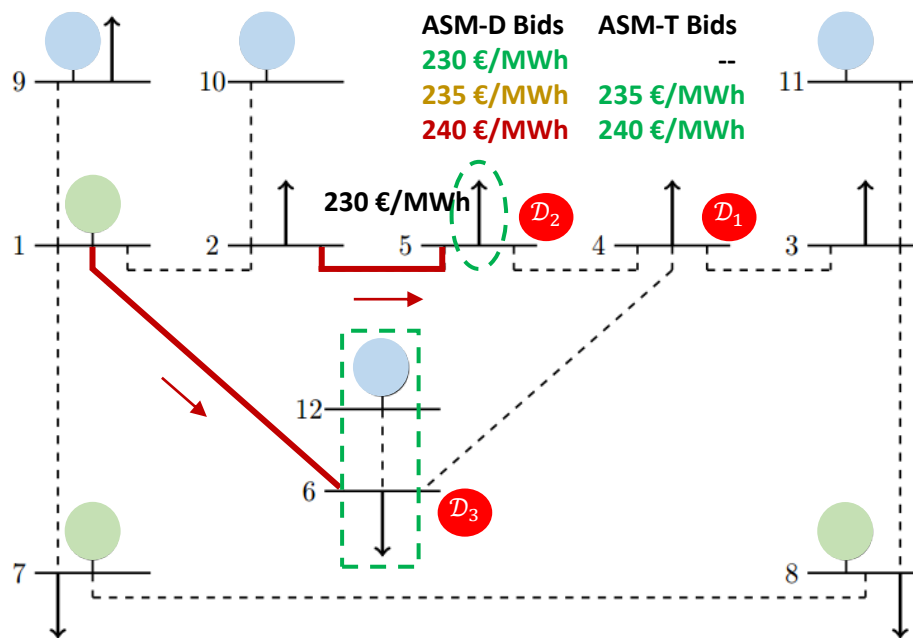 ASM-D Bids ASM-T Bids
230 €/MWh --
235 €/MWh 235 €/MWh
240 €/MWh 240 €/MWh
9
10
11
230 €/MWh
1
2
5
D₂
4
D₁
3
12
6
D₃
7
8